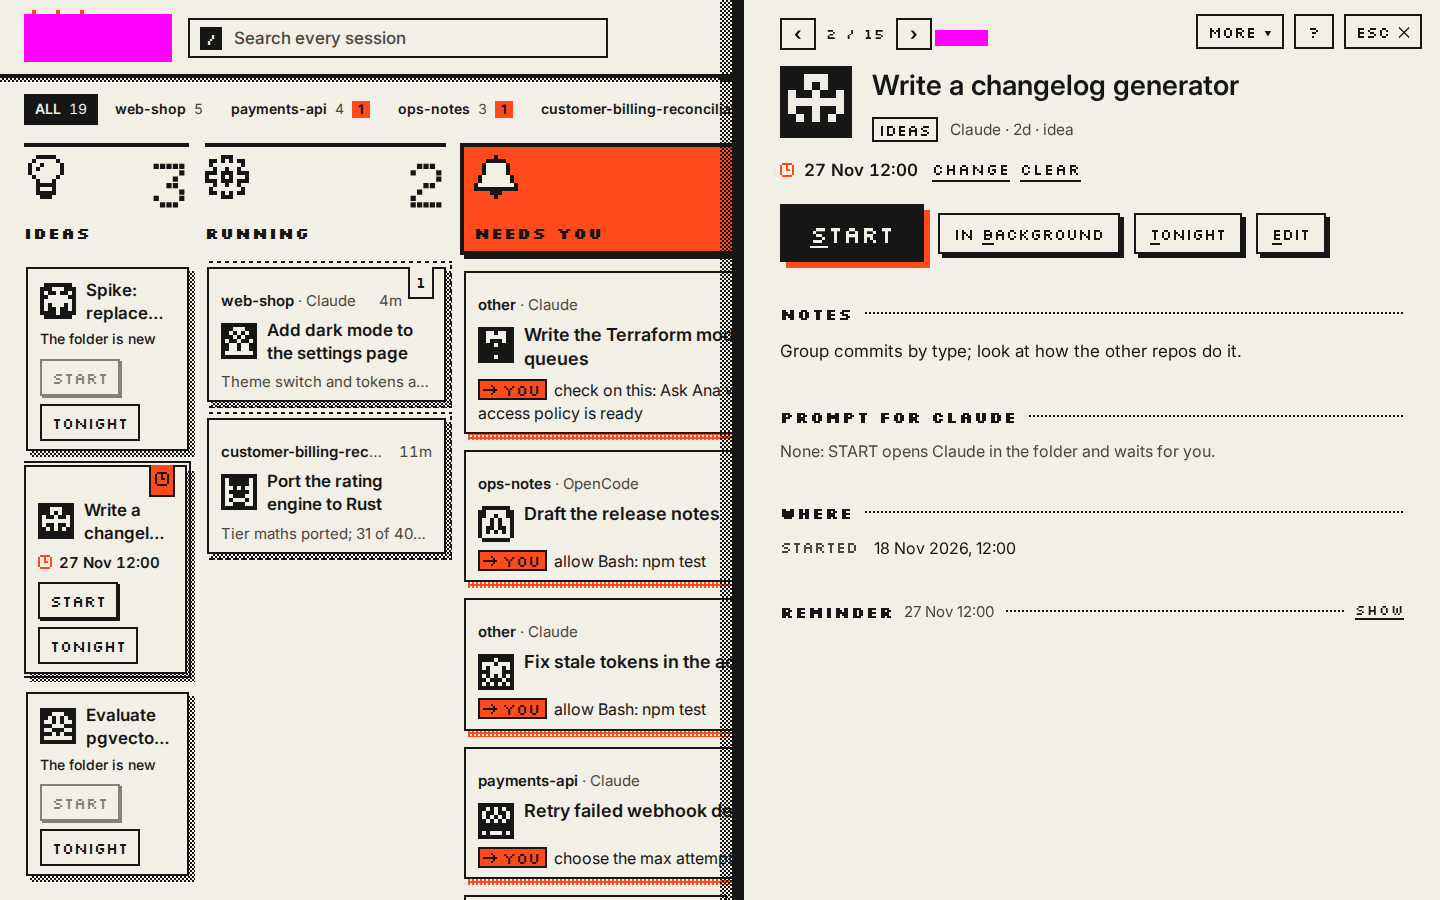 / Search every session
ALL 19 web-shop 5 payments-api 4 1 ops-notes 3 1
3
IDEAS
Spike:
replace...
The folder is new
START
TONIGHT
Write a
changel...
27 Nov 12:00
START
TONIGHT
Evaluate
pgvecto...
The folder is new
START
TONIGHT
2
RUNNING
1
web-shop · Claude 4m
Add dark mode to
the settings page
Theme switch and tokens a...
customer-billing-rec... 11m
Port the rating
engine to Rust
Tier maths ported; 31 of 40...
NEEDS YOU
other · Claude
Write the Terraform
queues
→ YOU check on this: Ask Ana
access policy is ready
ops-notes · OpenCode
Draft the release notes
→ YOU allow Bash: npm test
other · Claude
Fix stale tokens in the
→ YOU allow Bash: npm test
payments-api · Claude
Retry failed webhook
→ YOU choose the max
‹ 2 / 15 › MORE ▾ ? ESC ×
Write a changelog generator
IDEAS Claude · 2d · idea
27 Nov 12:00 CHANGE CLEAR
START IN BACKGROUND TONIGHT EDIT
NOTES
Group commits by type; look at how the other repos do it.
PROMPT FOR CLAUDE
None: START opens Claude in the folder and waits for you.
WHERE
STARTED 18 Nov 2026, 12:00
REMINDER 27 Nov 12:00 SHOW